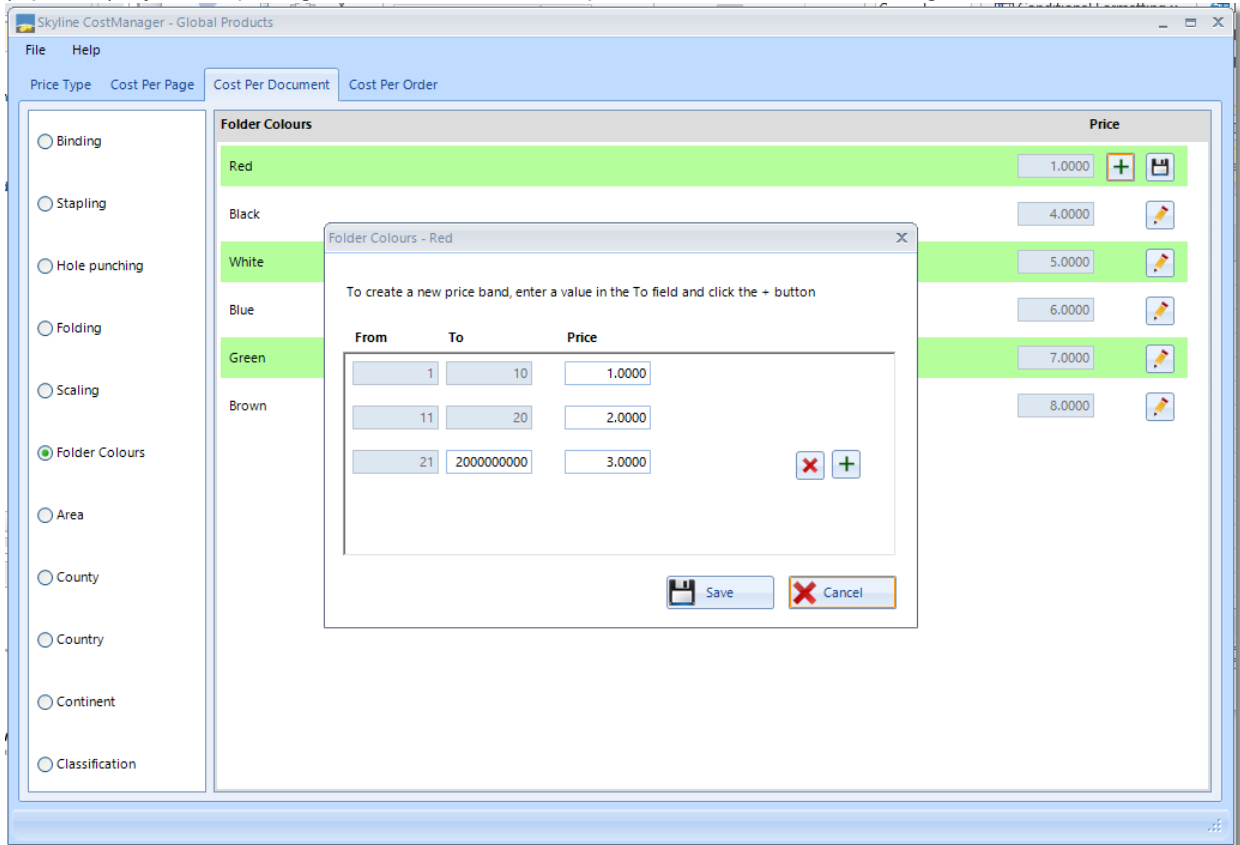 Skyline CostManager - Global Products
File Help
Price Type Cost Per Page Cost Per Document Cost Per Order
Binding
Stapling
Hole punching
Folding
Scaling
Folder Colours
Area
County
Country
Continent
Classification
Folder Colours Price
Red 1.0000
Black 4.0000
White 5.0000
Blue 6.0000
Green 7.0000
Brown 8.0000
Folder Colours - Red
To create a new price band, enter a value in the To field and click the + button
From To Price
1 10 1.0000
11 20 2.0000
21 2000000000 3.0000
Save Cancel